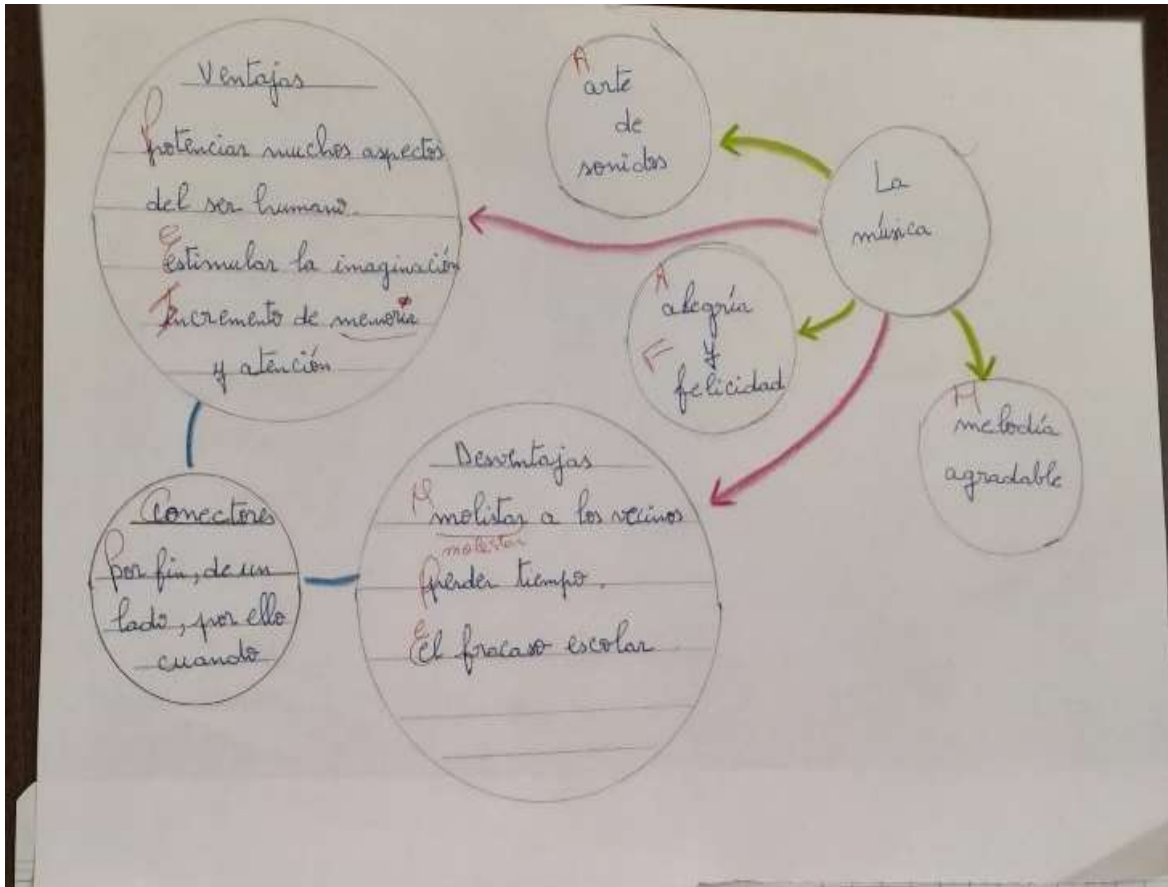 Ventajas
Potenciar muchos aspectos
del ser humano.
Estimular la imaginación
Incremento de memoria
y atención
A
arte
de
sonidos
La
música
A
alegría
y
F
felicidad
M
melodía
agradable
Desventajas
M molistar a los vecinos
molestar
Perder tiempo.
El fracaso escolar.
Conectores
Por fin, de un
lado, por ello
cuando